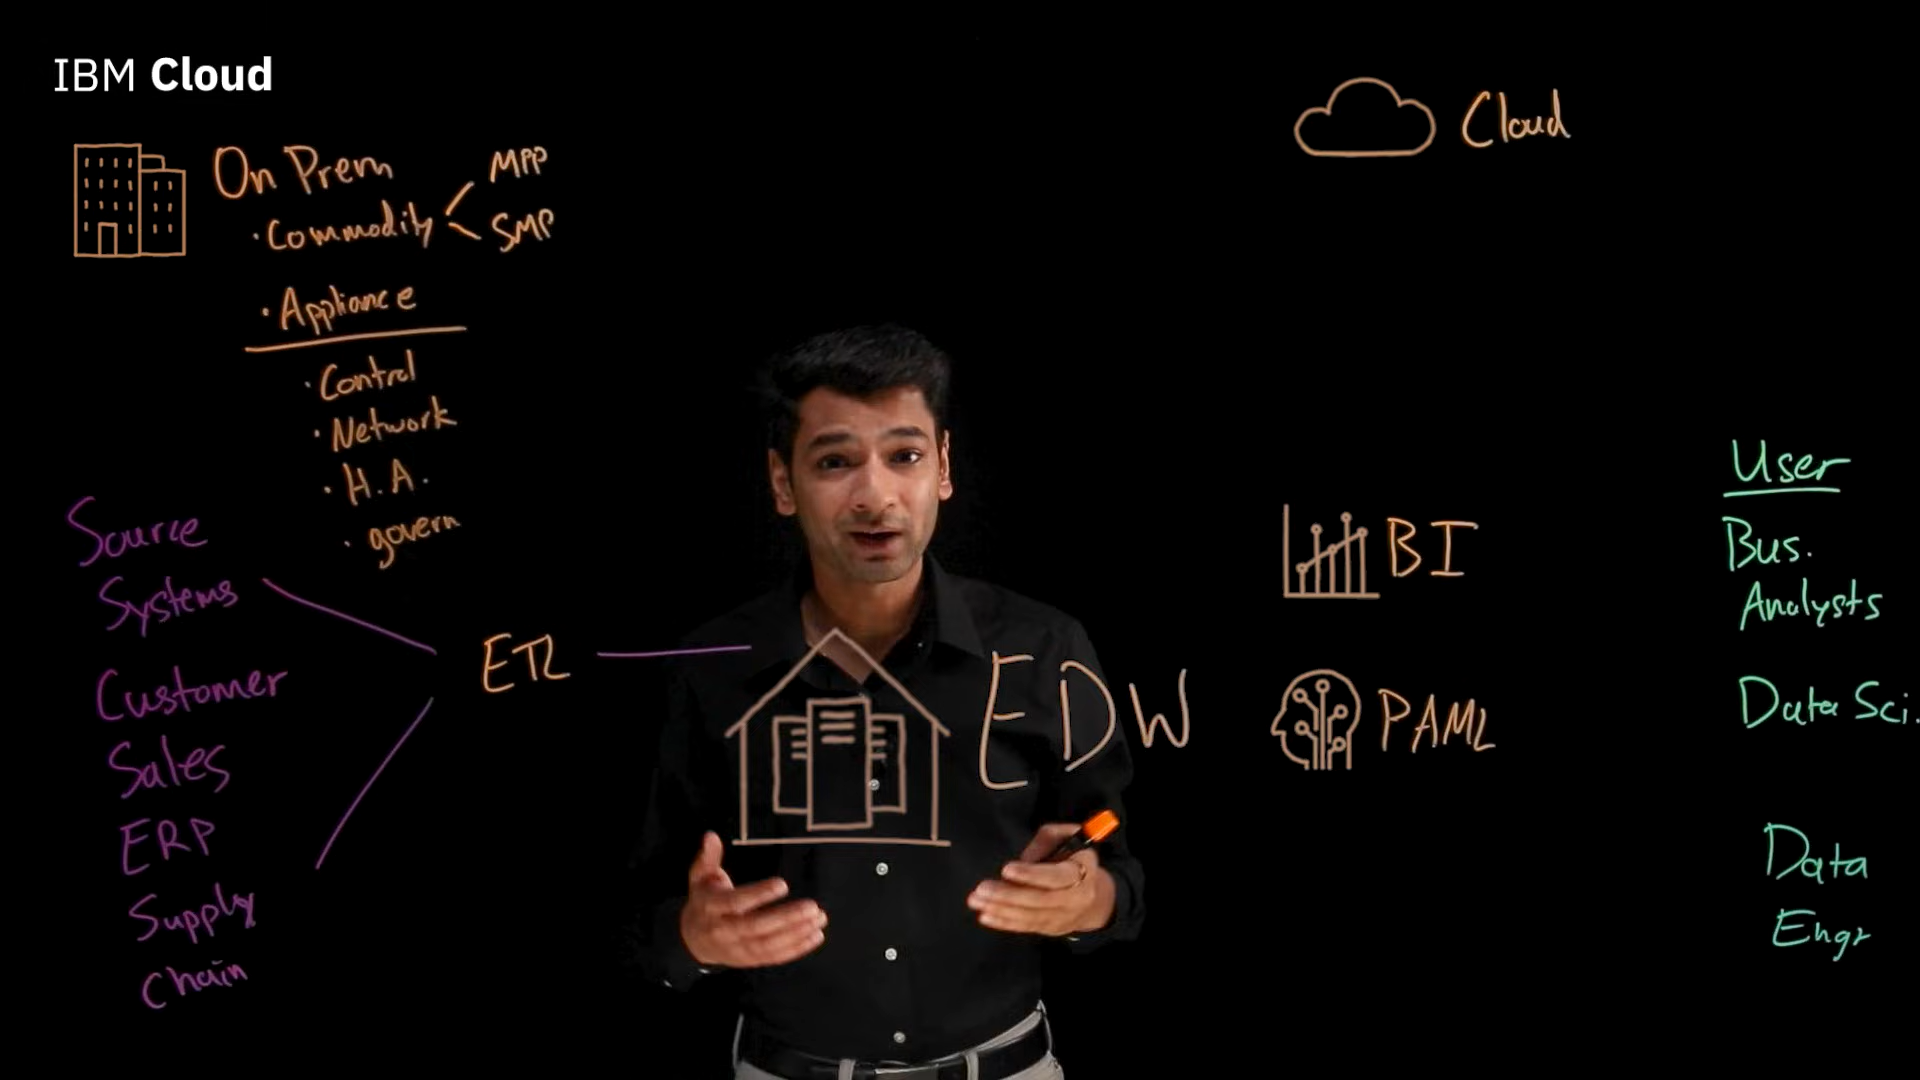 IBM Cloud
On Prem
· Commodity
MPP
SMP
· Appliance
· Control
· Network
· H.A.
· govern
Source
Systems
Customer
Sales
ERP
Supply
Chain
ETL
EDW
Cloud
BI
PAML
User
Bus.
Analysts
Data Sci.
Data
Engr